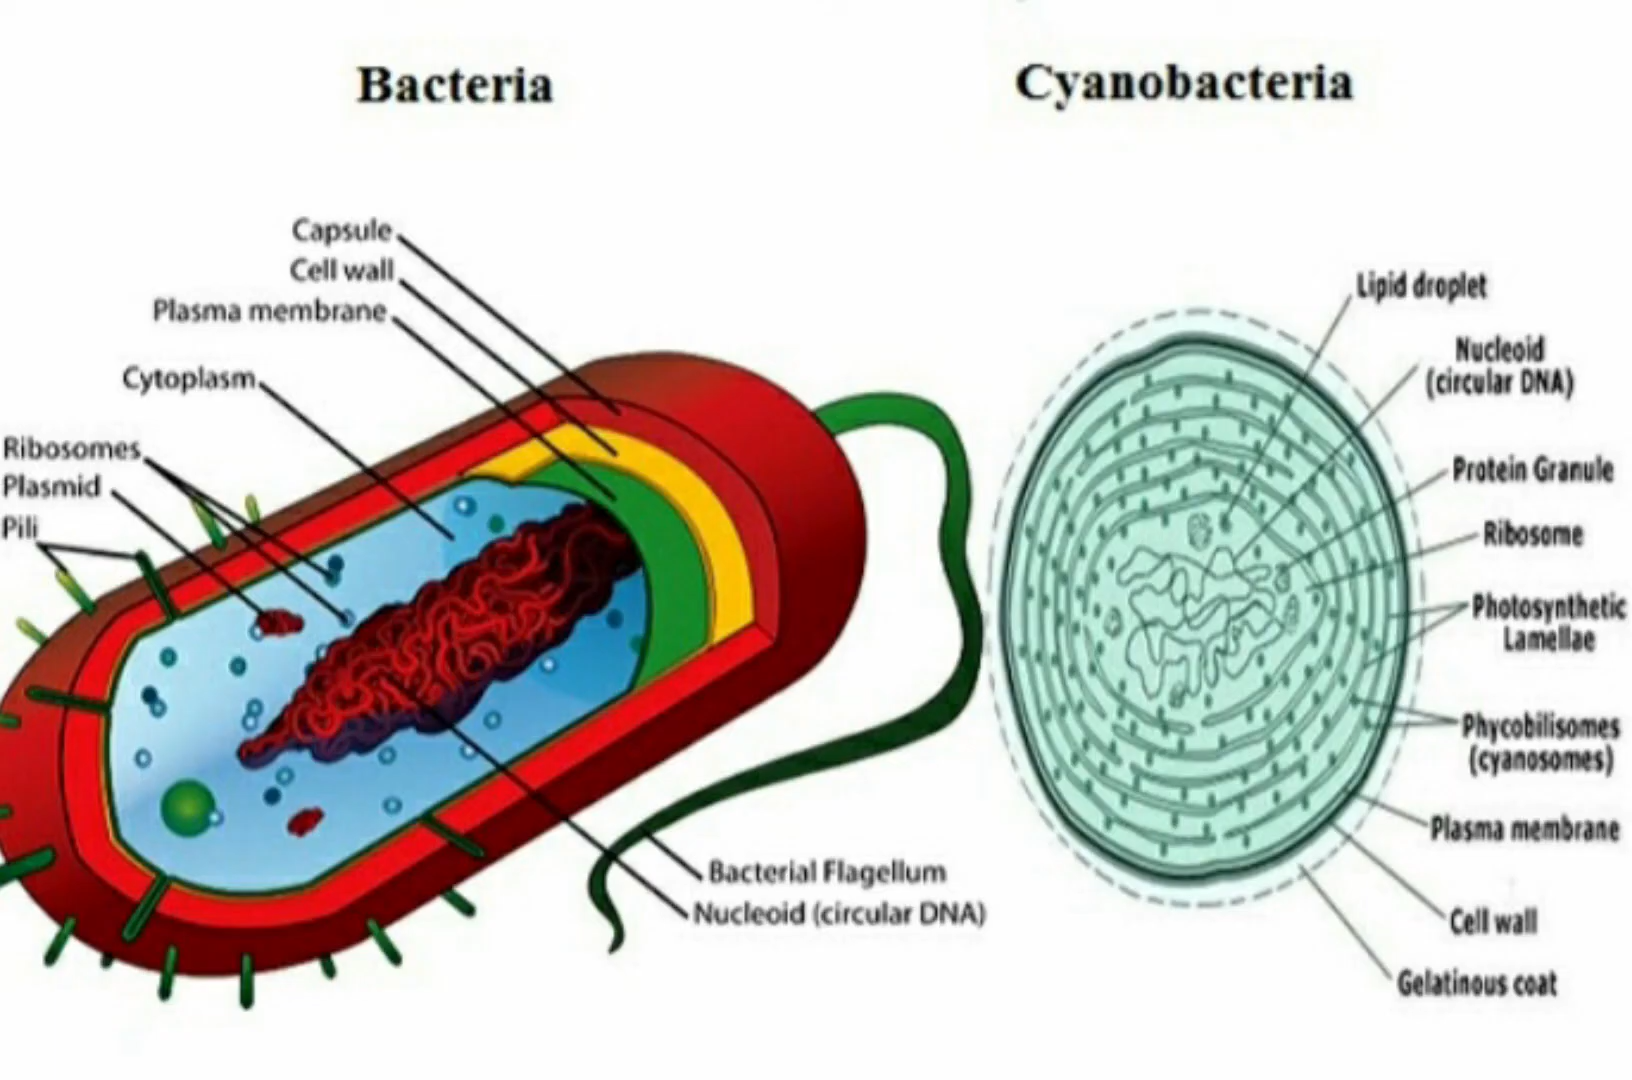 Bacteria
Cyanobacteria
Capsule
Cell wall
Plasma membrane
Cytoplasm
Ribosomes
Plasmid
Pili
Bacterial Flagellum
Nucleoid (circular DNA)
Lipid droplet
Nucleoid
(circular DNA)
Protein Granule
Ribosome
Photosynthetic
Lamellae
Phycobilisomes
(cyanosomes)
Plasma membrane
Cell wall
Gelatinous coat